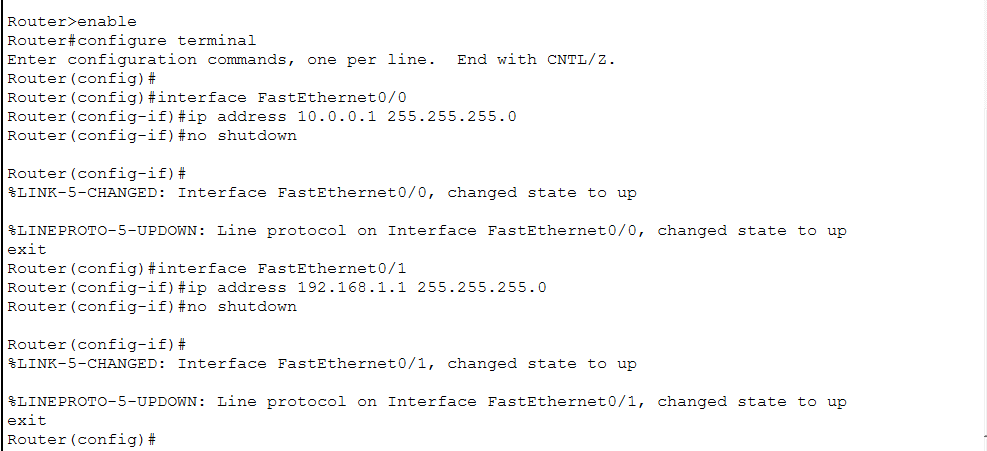 Router>enable
Router#configure terminal
Enter configuration commands, one per line.  End with CNTL/Z.
Router(config)#
Router(config)#interface FastEthernet0/0
Router(config-if)#ip address 10.0.0.1 255.255.255.0
Router(config-if)#no shutdown
Router(config-if)#
%LINK-5-CHANGED: Interface FastEthernet0/0, changed state to up
%LINEPROTO-5-UPDOWN: Line protocol on Interface FastEthernet0/0, changed state to up
exit
Router(config)#interface FastEthernet0/1
Router(config-if)#ip address 192.168.1.1 255.255.255.0
Router(config-if)#no shutdown
Router(config-if)#
%LINK-5-CHANGED: Interface FastEthernet0/1, changed state to up
%LINEPROTO-5-UPDOWN: Line protocol on Interface FastEthernet0/1, changed state to up
exit
Router(config)#